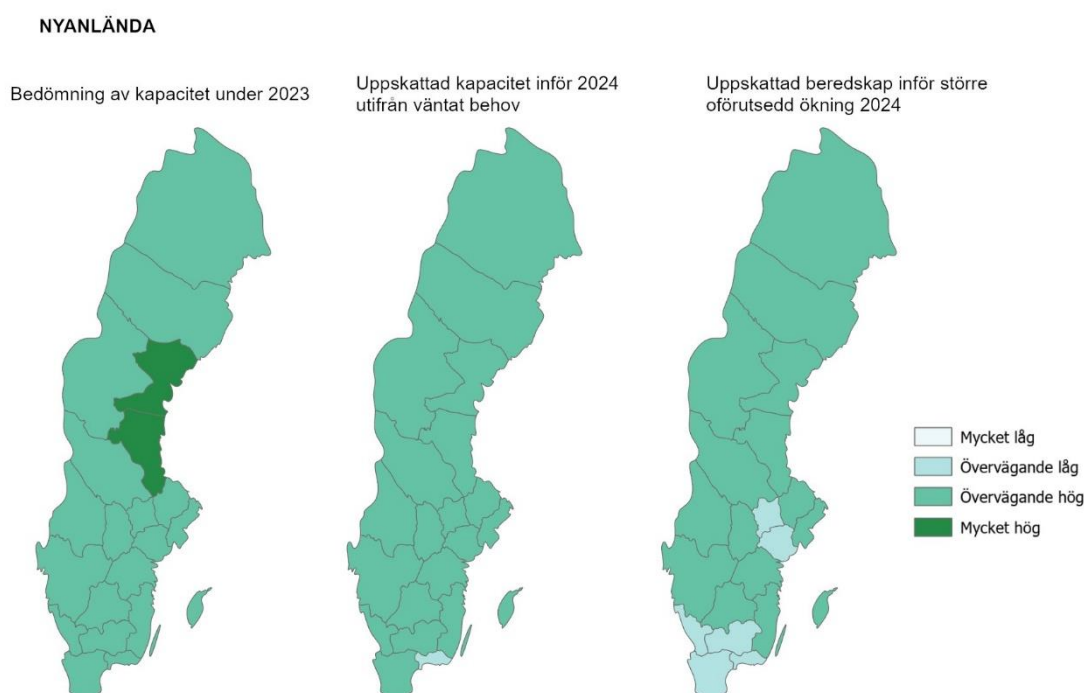 NYANLÄNDA
Bedömning av kapacitet under 2023
Uppskattad kapacitet inför 2024
utifrån väntat behov
Uppskattad beredskap inför större
oförutsedd ökning 2024
Mycket låg
Övervägande låg
Övervägande hög
Mycket hög